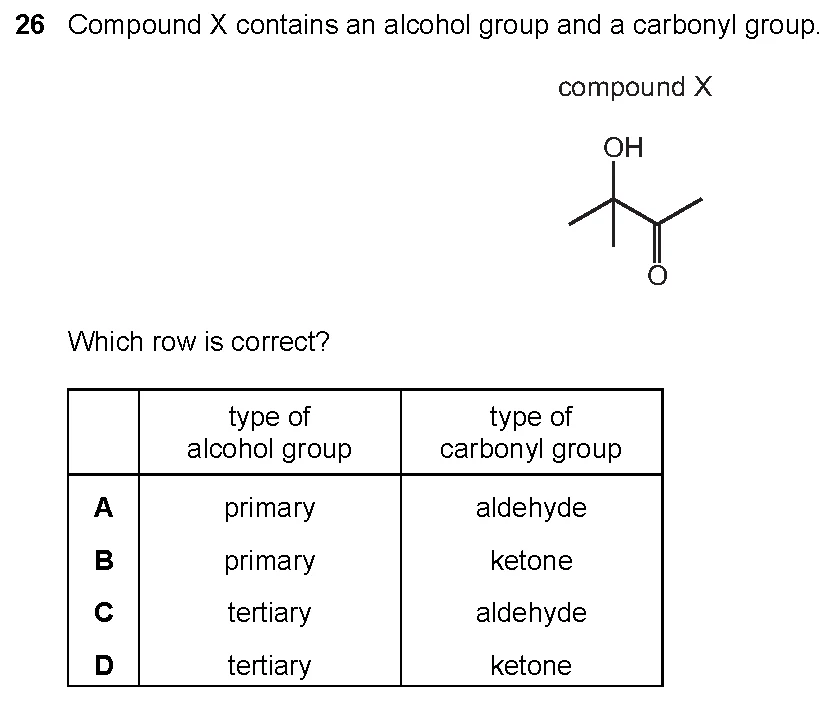 26 Compound X contains an alcohol group and a carbonyl group.
compound X
OH
O
Which row is correct?
type of alcohol group type of carbonyl group
A primary aldehyde
B primary ketone
C tertiary aldehyde
D tertiary ketone